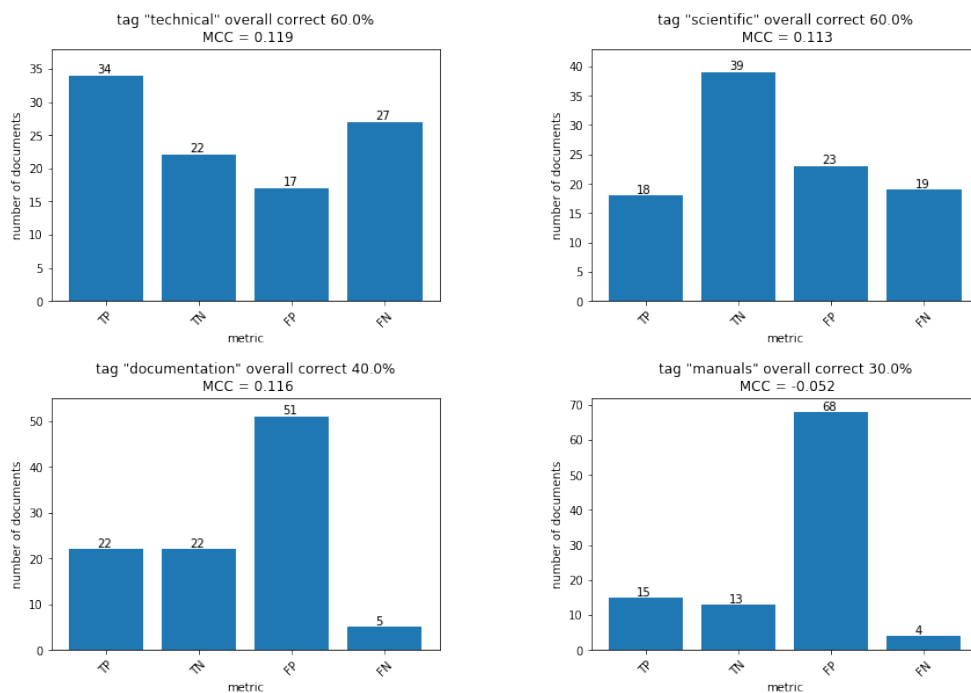 tag "technical" overall correct 60.0%
MCC = 0.119
number of documents
35
30
25
20
15
10
5
0
34
22
17
27
TP
TN
FP
FN
metric
tag "scientific" overall correct 60.0%
MCC = 0.113
number of documents
40
35
30
25
20
15
10
5
0
18
39
23
19
TP
TN
FP
FN
metric
tag "documentation" overall correct 40.0%
MCC = 0.116
number of documents
50
40
30
20
10
0
22
22
51
5
TP
TN
FP
FN
metric
tag "manuals" overall correct 30.0%
MCC = -0.052
number of documents
70
60
50
40
30
20
10
0
15
13
68
4
TP
TN
FP
FN
metric